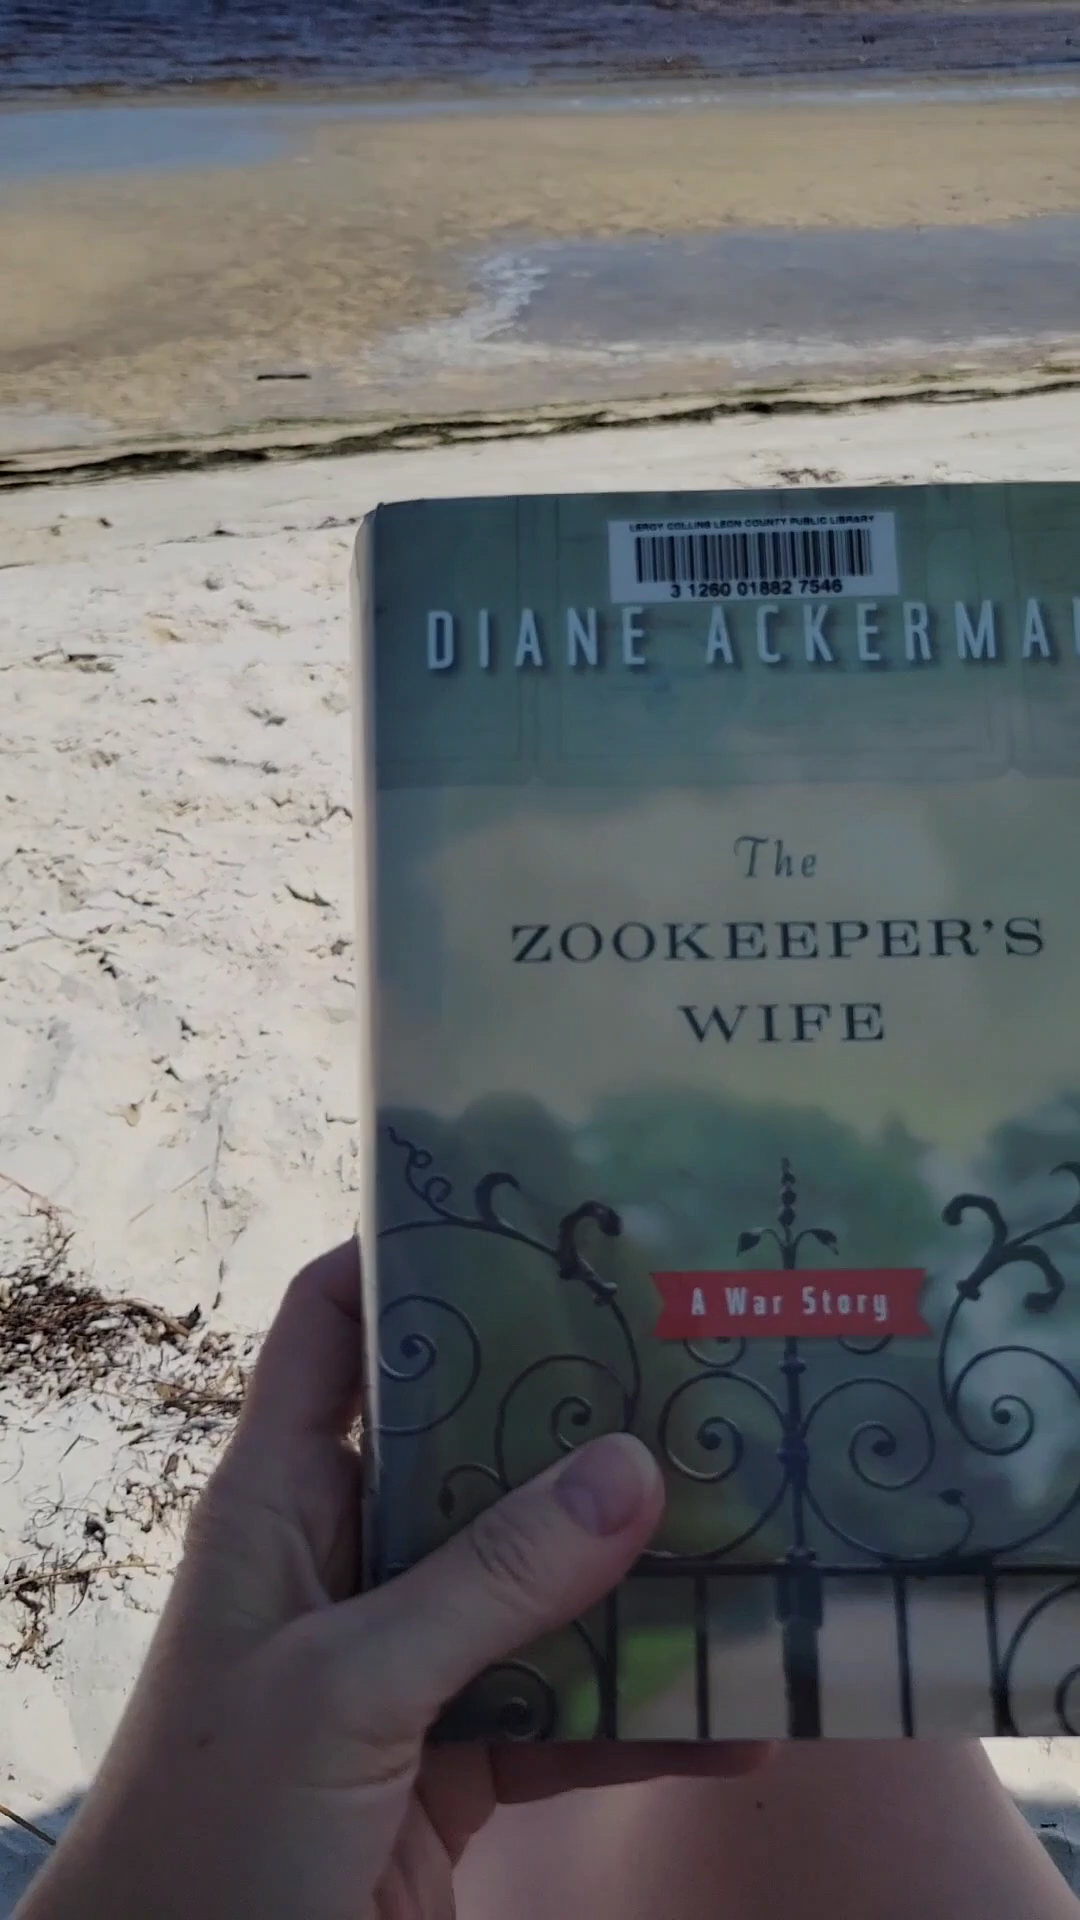 LEROY COLLINS LEON COUNTY PUBLIC LIBRARY
3 1260 01882 7546
DIANE ACKERMA
The
ZOOKEEPER'S
WIFE
A War Story